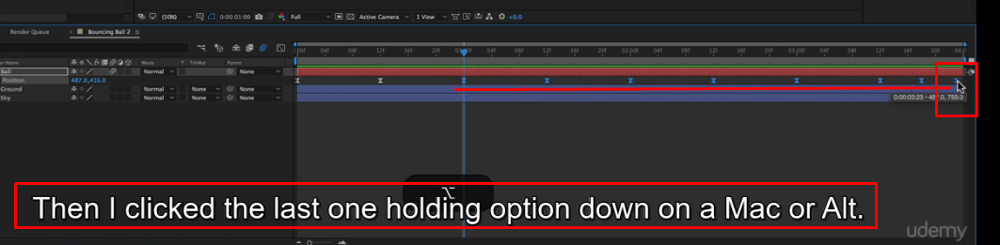 (50%) 0:00:01:00 Full Active Camera 1 View +0.0
Render Queue Bouncing Ball 2
:00F 04F 08F 12F 16F 20F 01:00F 04F 08F 12F 16F 20F 02:00F 04F 08F 12F 16F 20F 03:00F 04F 08F 12F 16F 20F 04:0
er Name Mode T TrkMat Parent
Ball Normal None
Position 487.0,416.0
Ground Normal None None
Sky Normal None None
0:00:03:23 • 487.0, 759.0
Then I clicked the last one holding option down on a Mac or Alt.
udemy